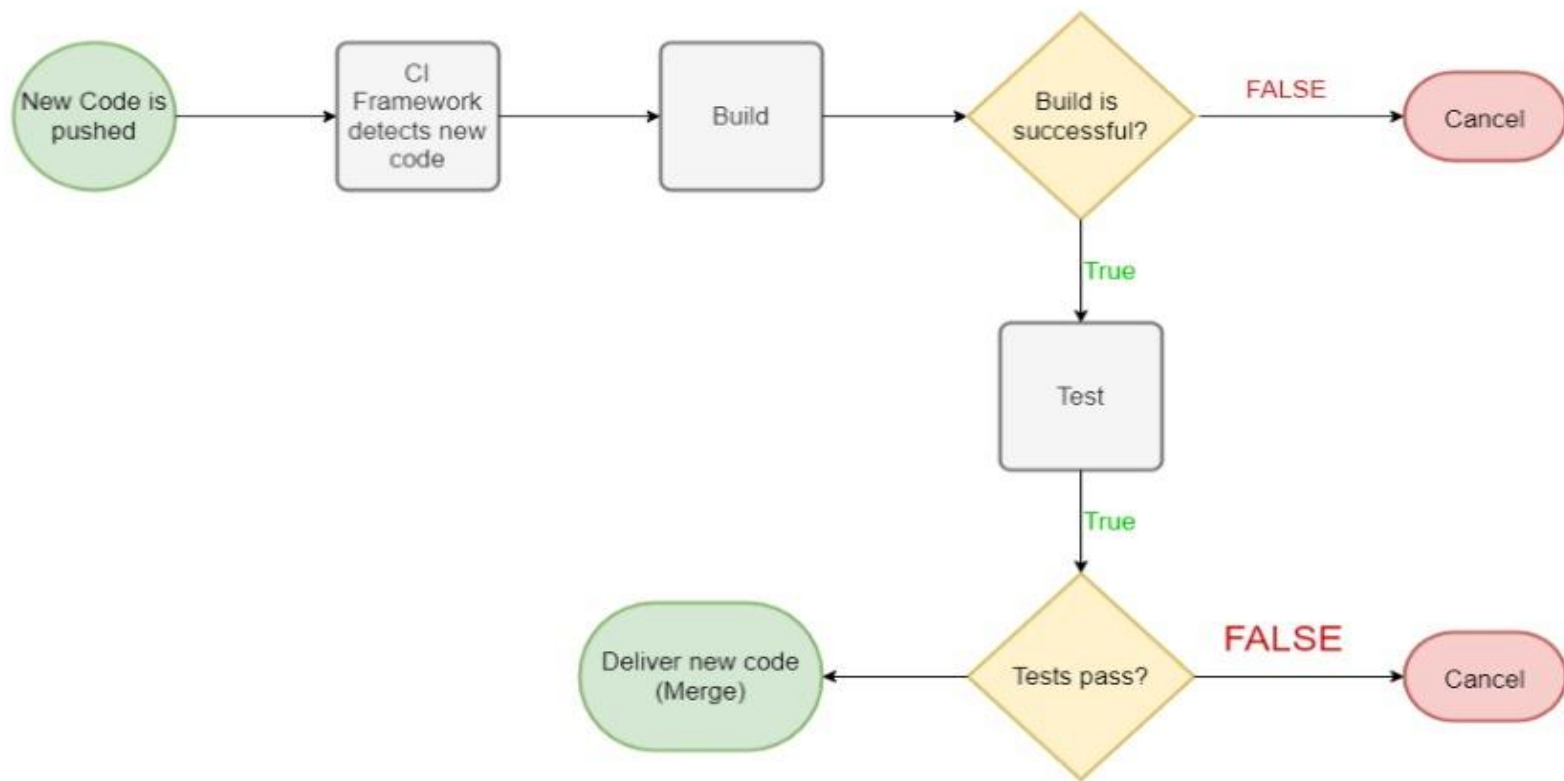 New Code is
pushed
CI
Framework
detects new
code
Build
Build is
successful?
FALSE
Cancel
True
Test
True
Deliver new code
(Merge)
Tests pass?
FALSE
Cancel